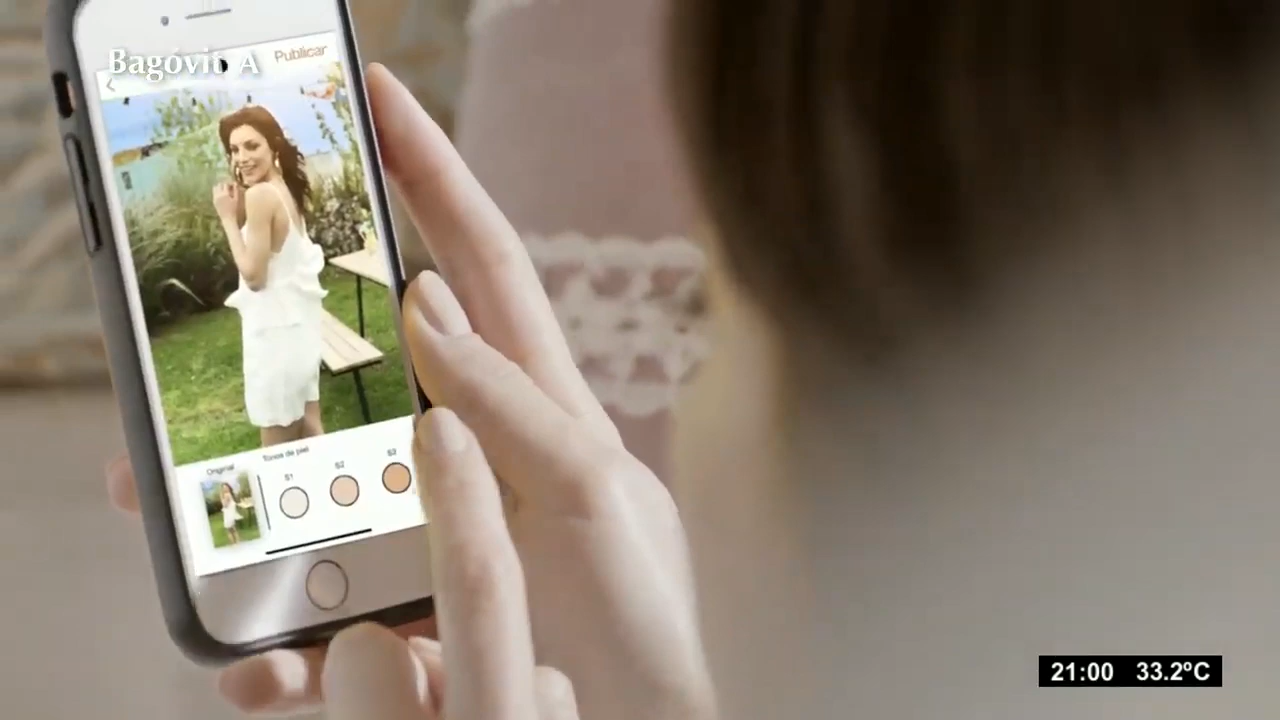 Bagóvit A
Publicar
Original
Tonos de piel
S1
S2
S3
21:00 33.2ºC